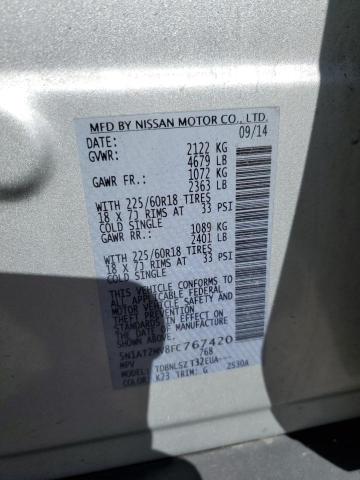 MFD BY NISSAN MOTOR CO., LTD.
DATE: 09/14
GVWR: 2122 KG
4679 LB
GAWR FR.: 1072 KG
2363 LB
WITH 225/60R18 TIRES
18 X 7J RIMS AT 33 PSI
COLD SINGLE
GAWR RR.: 1089 KG
2401 LB
WITH 225/60R18 TIRES
18 X 7J RIMS AT 33 PSI
COLD SINGLE
THIS VEHICLE CONFORMS TO
ALL APPLICABLE FEDERAL
MOTOR VEHICLE SAFETY
STANDARDS IN EFFECT ON
THE DATE OF MANUFACTURE
SHOWN ABOVE.
5N1AT2MV8FC767420
MPV 768
MODEL: TDBNLSZ T32EUA---
COLOR: K23 TRIM: G 2530A